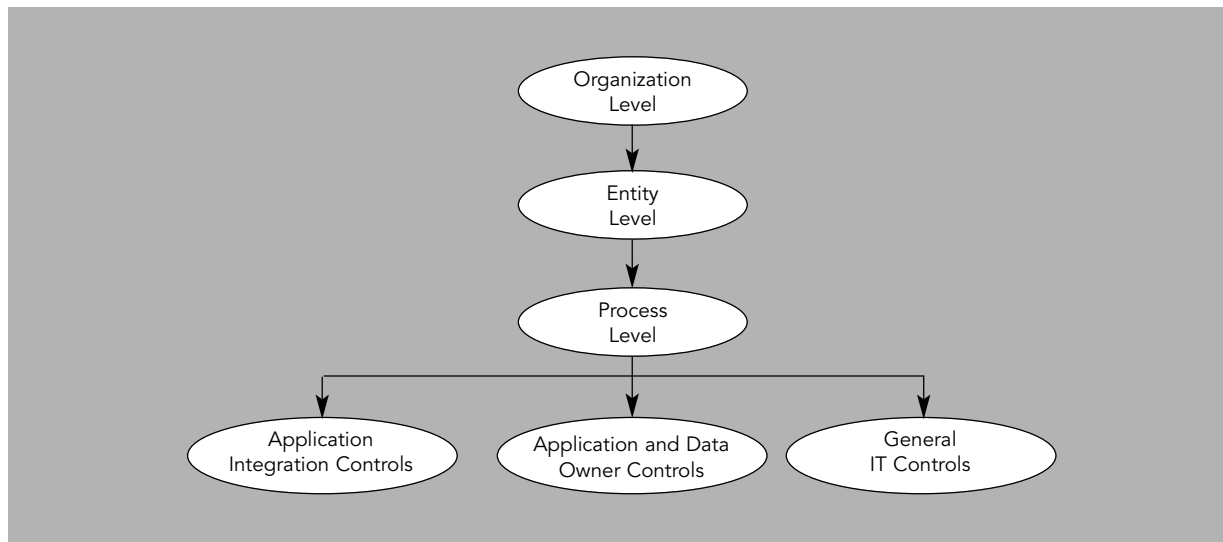 Organization
Level
Entity
Level
Process
Level
Application
Integration Controls
Application and Data
Owner Controls
General
IT Controls